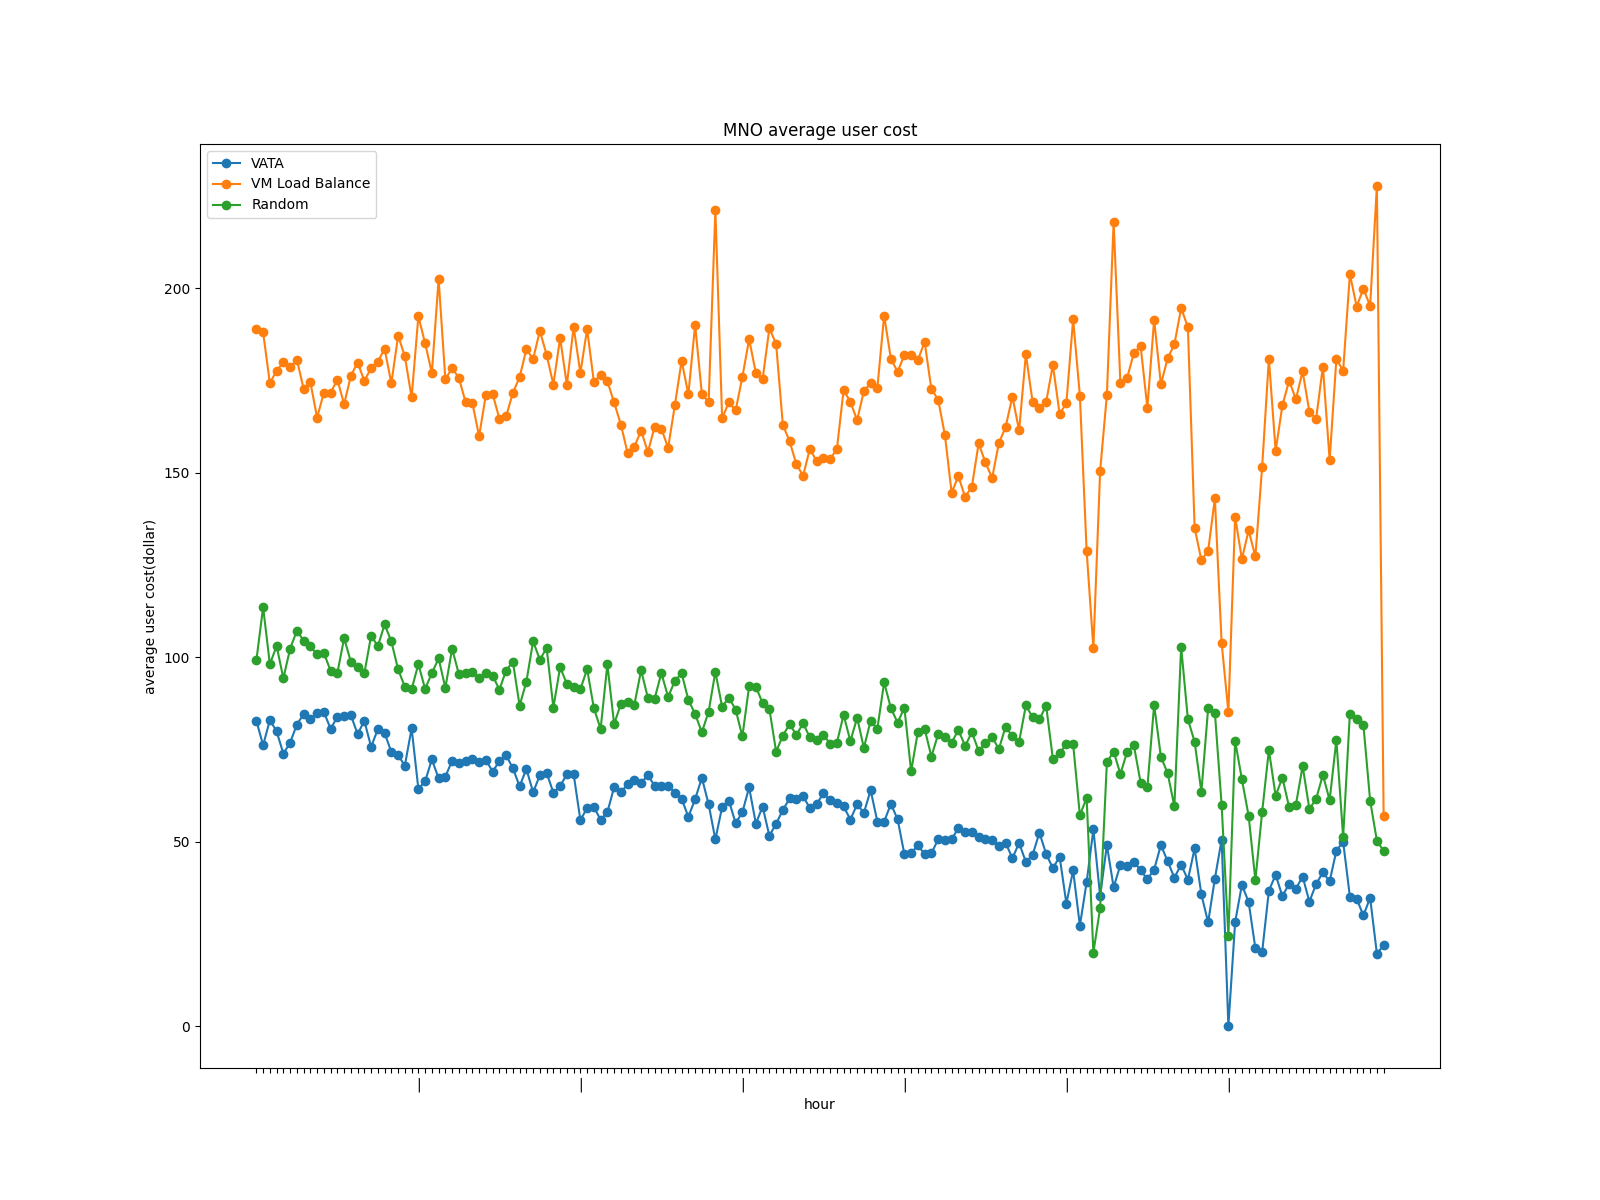 MNO average user cost
VATA
VM Load Balance
Random
200
150
100
50
0
average user cost(dollar)
| | | | | |
hour